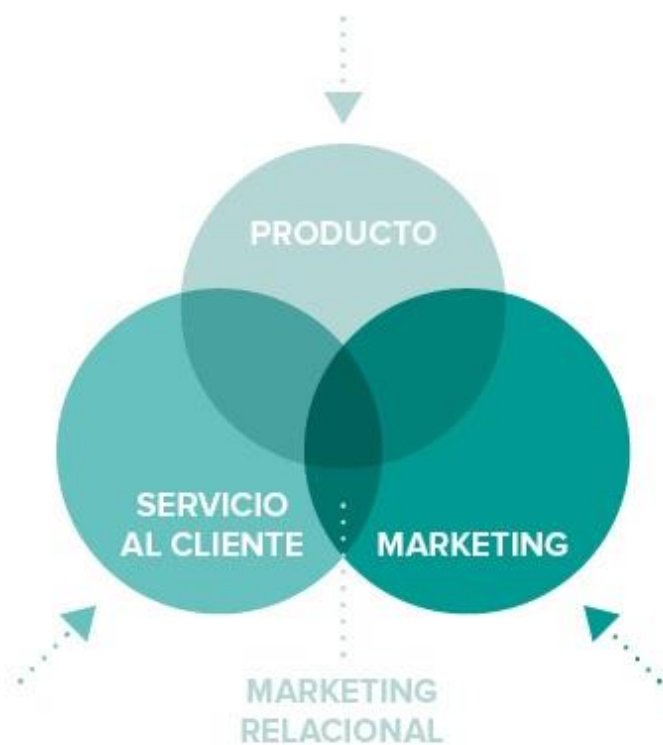 PRODUCTO
SERVICIO
AL CLIENTE
MARKETING
MARKETING
RELACIONAL